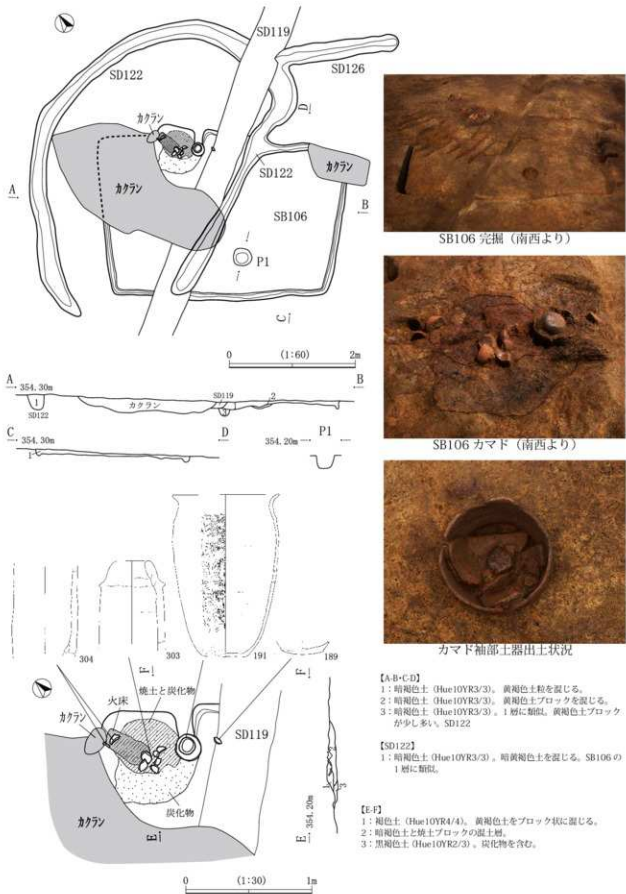 SD119
SD122
SD126
カクラン
D
A
カクラン
SD122
カクラン
SB106
B
P1
C
0 (1:60) 2m
A B
354,30m
SD119 2
1 カクラン
SD122
C D P1
354,30m 354,20m
1
304
303
191
189
F F
焼土と炭化物
火床
カクラン
SD119
炭化物
カクラン
E E
354,20m
3
0 (1:30) 1m
SB106 完掘（南西より）
SB106 カマド（南西より）
カマド袖部土器出土状況
【A-B・C-D】
1：暗褐色土（Hue10YR3/3）。黄褐色土粒を混じる。
2：暗褐色土（Hue10YR3/3）。黄褐色土ブロックを混じる。
3：暗褐色土（Hue10YR3/3）。1層に類似。黄褐色土ブロック
が少し多い。SD122
【SD122】
1：暗褐色土（Hue10YR3/3）。暗黄褐色土を混じる。SB106の
1層に類似。
【E-F】
1：褐色土（Hue10YR4/4）。黄褐色土をブロック状に混じる。
2：暗褐色土と焼土ブロックの混土層。
3：黒褐色土（Hue10YR2/3）。炭化物を含む。